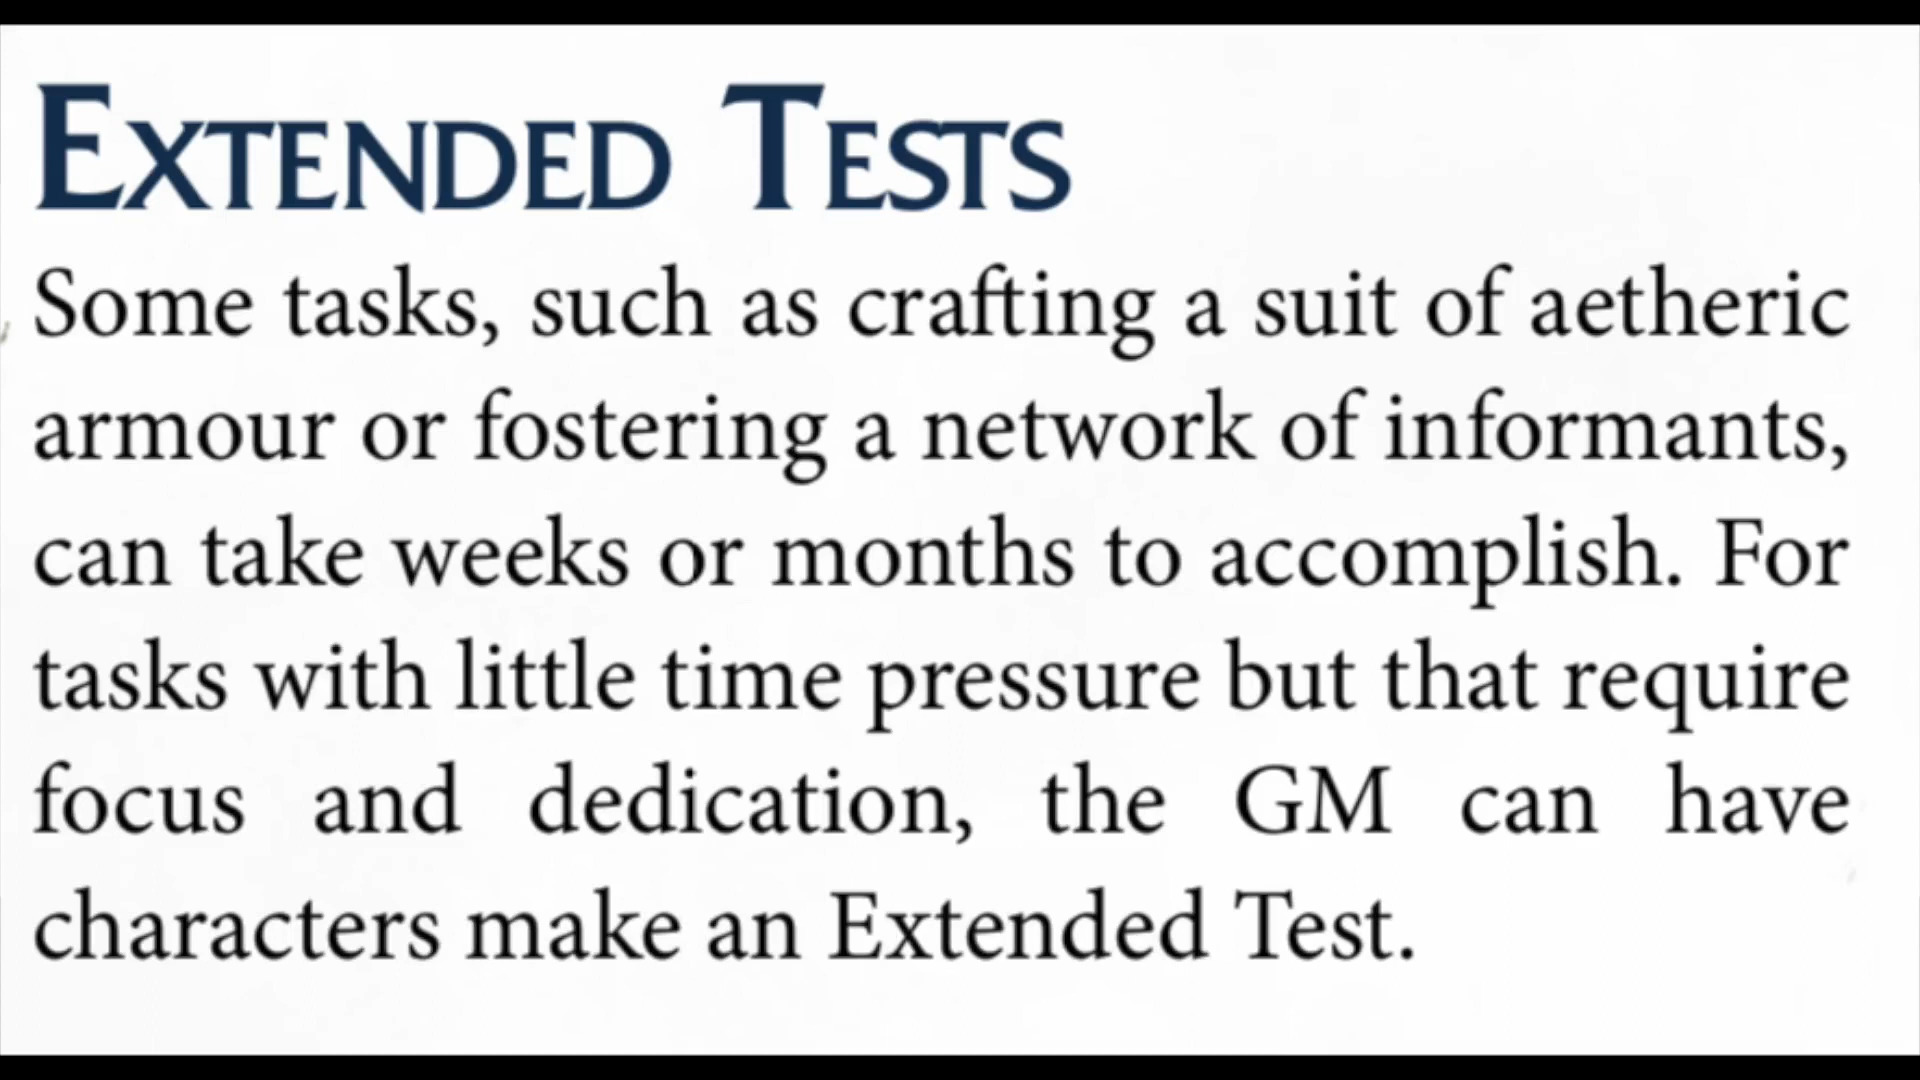 EXTENDED TESTS
Some tasks, such as crafting a suit of aetheric
armour or fostering a network of informants,
can take weeks or months to accomplish. For
tasks with little time pressure but that require
focus and dedication, the GM can have
characters make an Extended Test.